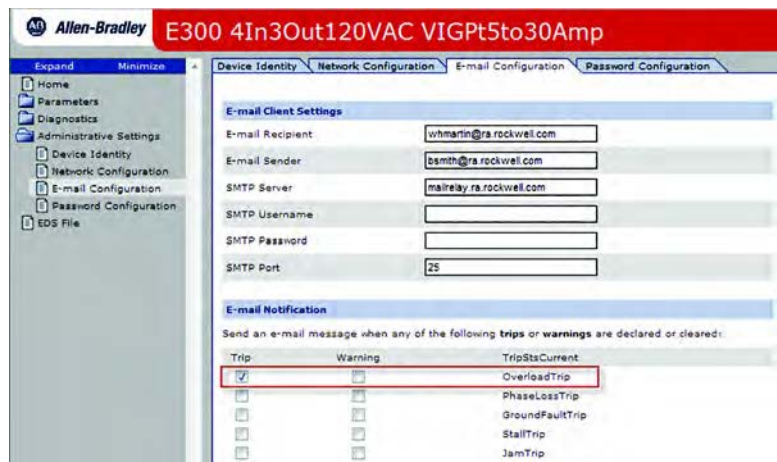 AB Allen-Bradley E300 4In3Out120VAC VIGPt5to30Amp
Expand Minimize
Home
Parameters
Diagnostics
Administrative Settings
Device Identity
Network Configuration
E-mail Configuration
Password Configuration
EDS File
Device Identity Network Configuration E-mail Configuration Password Configuration
E-mail Client Settings
E-mail Recipient whmartin@ra.rockwell.com
E-mail Sender bsmth@ra.rockwell.com
SMTP Server mailrelay.ra.rockwell.com
SMTP Username
SMTP Password
SMTP Port 25
E-mail Notification
Send an e-mail message when any of the following trips or warnings are declared or cleared:
Trip Warning TripStsCurrent
OverloadTrip
PhaseLossTrip
GroundFaultTrip
StallTrip
JamTrip